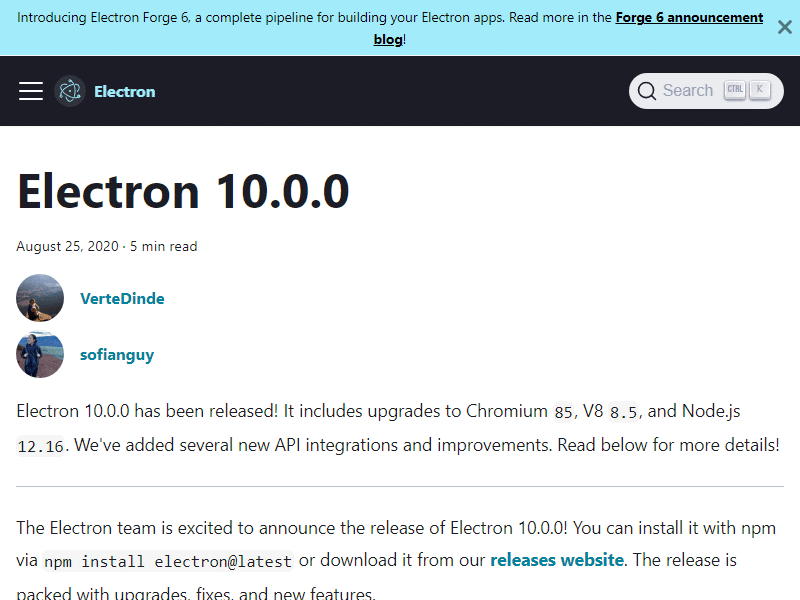 Introducing Electron Forge 6, a complete pipeline for building your Electron apps. Read more in the Forge 6 announcement
blog!
Electron
Search CTRL K
Electron 10.0.0
August 25, 2020 · 5 min read
VerteDinde
sofianguy
Electron 10.0.0 has been released! It includes upgrades to Chromium 85, V8 8.5, and Node.js
12.16. We've added several new API integrations and improvements. Read below for more details!
The Electron team is excited to announce the release of Electron 10.0.0! You can install it with npm
via npm install electron@latest or download it from our releases website. The release is
packed with upgrades, fixes, and new features.